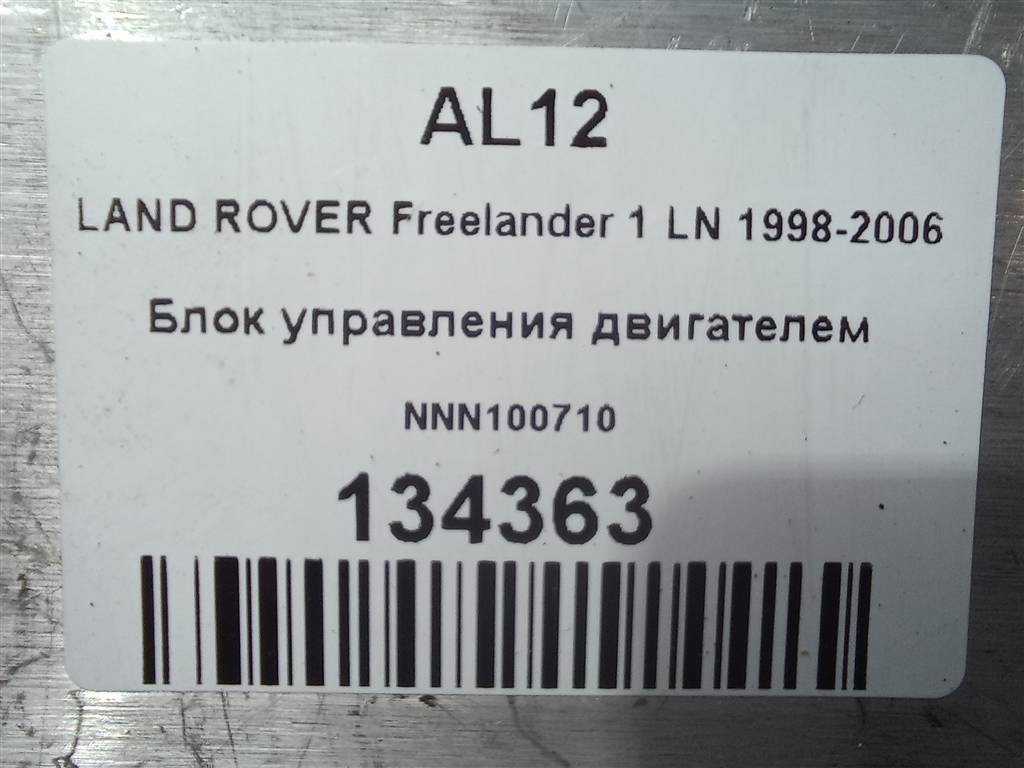 AL12
LAND ROVER Freelander 1 LN 1998-2006
Блок управления двигателем
NNN100710
134363